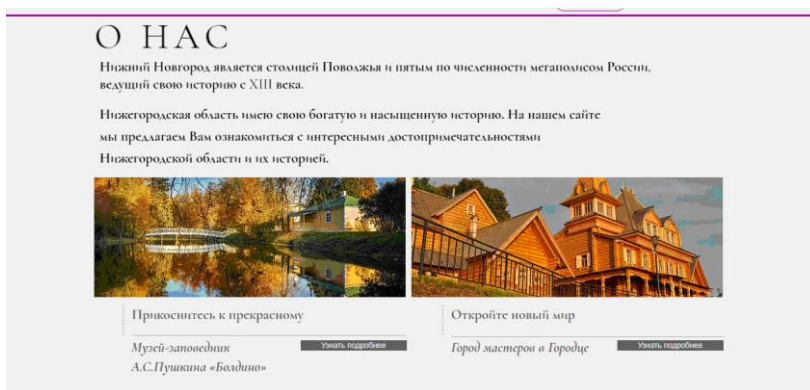 О НАС
Нижний Новгород является столицей Поволжья и пятым по численности мегаполисом России,
ведущий свою историю с XIII века.
Нижегородская область имею свою богатую и насыщенную историю. На нашем сайте
мы предлагаем Вам ознакомиться с интересными достопримечательностями
Нижегородской области и их историей.
Прикоснитесь к прекрасному
Музей-заповедник
А.С.Пушкина «Болдино»
Узнать подробнее
Откройте новый мир
Город мастеров в Городце
Узнать подробнее